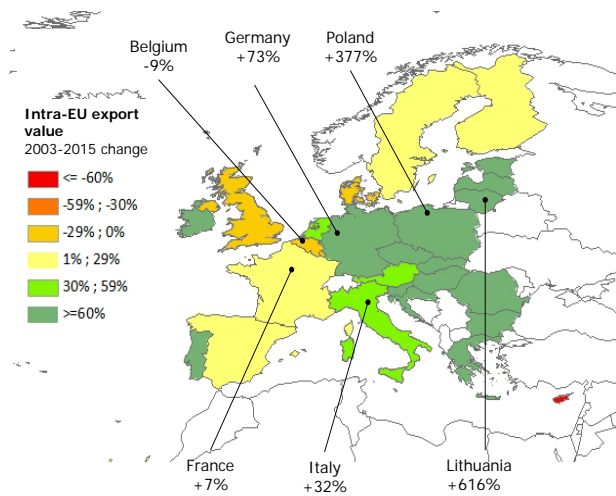 Belgium
-9%
Germany
+73%
Poland
+377%
Intra-EU export
value
2003-2015 change
<= -60%
-59% ; -30%
-29% ; 0%
1% ; 29%
30% ; 59%
>=60%
France
+7%
Italy
+32%
Lithuania
+616%